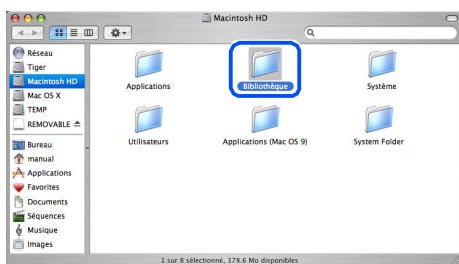 Macintosh HD
Réseau
Tiger
Macintosh HD
Mac OS X
TEMP
REMOVABLE
Bureau
manual
Applications
Favorites
Documents
Séquences
Musique
Images
Applications
Bibliothèque
Système
Utilisateurs
Applications (Mac OS 9)
System Folder
1 sur 8 sélectionné, 378.6 Mo disponibles